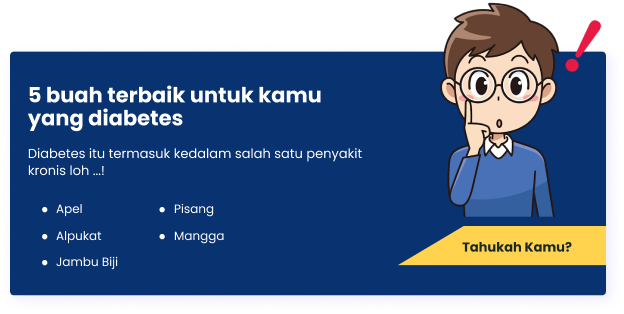 5 buah terbaik untuk kamu
yang diabetes
Diabetes itu termasuk kedalam salah satu penyakit
kronis loh ...!
Apel
Alpukat
Jambu Biji
Pisang
Mangga
Tahukah Kamu?